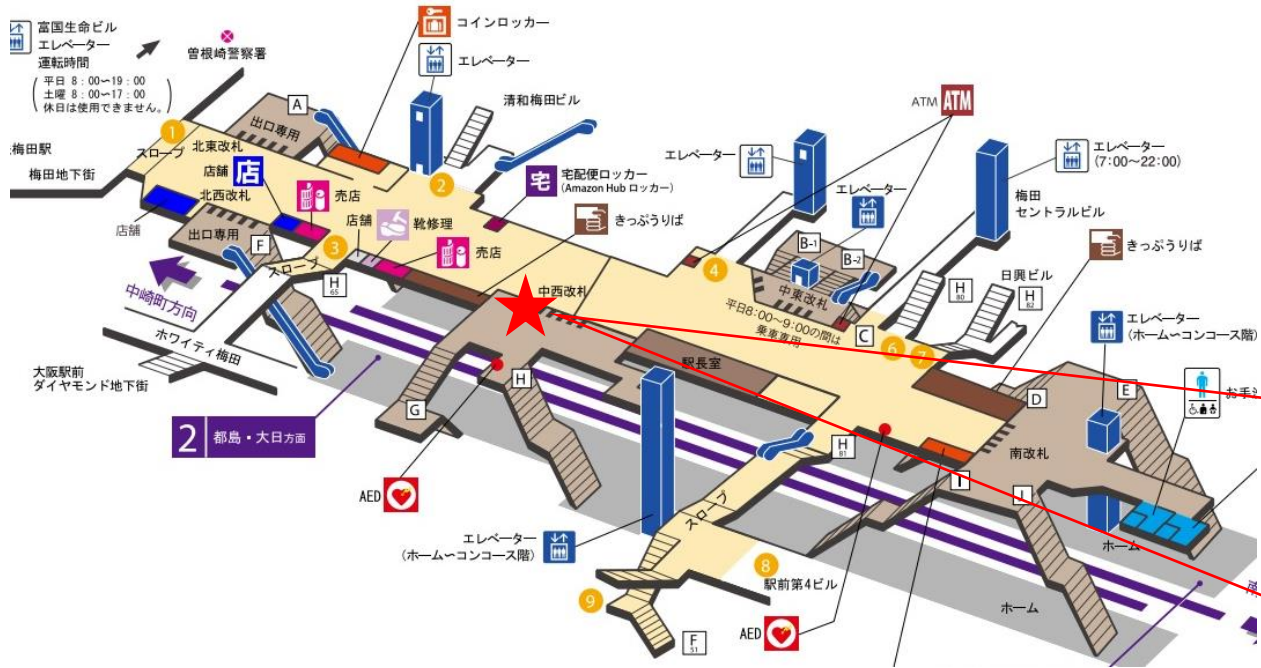 富国生命ビル
エレベーター
運転時間
平日 8:00〜19:00
土曜 8:00〜17:00
休日は使用できません。
曽根崎警察署
コインロッカー
エレベーター
清和梅田ビル
A
出口専用
1
北東改札
スロープ
梅田駅
梅田地下街
店舗
店
北西改札
売店
2
宅
宅配便ロッカー
(Amazon Hub ロッカー)
きっぷうりば
店舗
靴修理
売店
店舗
出口専用
F
3
スロープ
H
65
中崎町方向
ホワイティ梅田
大阪駅前
ダイヤモンド地下街
中西改札
ATM
ATM
エレベーター
エレベーター
(7:00〜22:00)
エレベーター
梅田
セントラルビル
きっぷうりば
4
B-1
B-2
中東改札
平日8:00〜9:00の間は
乗車専用
C
H
80
日興ビル
H
82
6
7
エレベーター
(ホーム〜コンコース階)
駅長室
D
E
お手
南改札
H
G
2
都島・大日方面
AED
H
81
I
J
スロープ
エレベーター
(ホーム〜コンコース階)
ホーム
8
駅前第4ビル
9
ホーム
AED
F
51